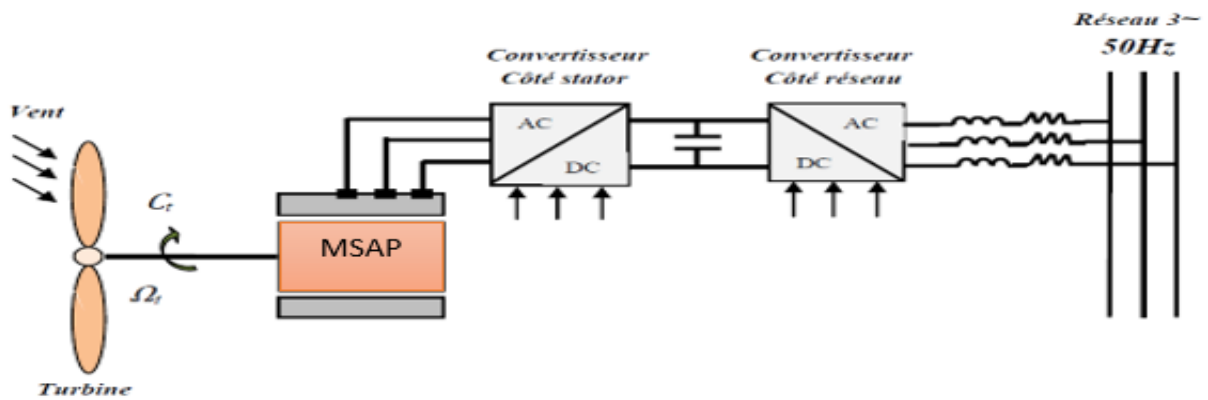 Vent
Turbine
Cₜ
Ωₜ
MSAP
Convertisseur
Côté stator
AC
DC
Convertisseur
Côté réseau
AC
DC
Réseau 3~
50Hz